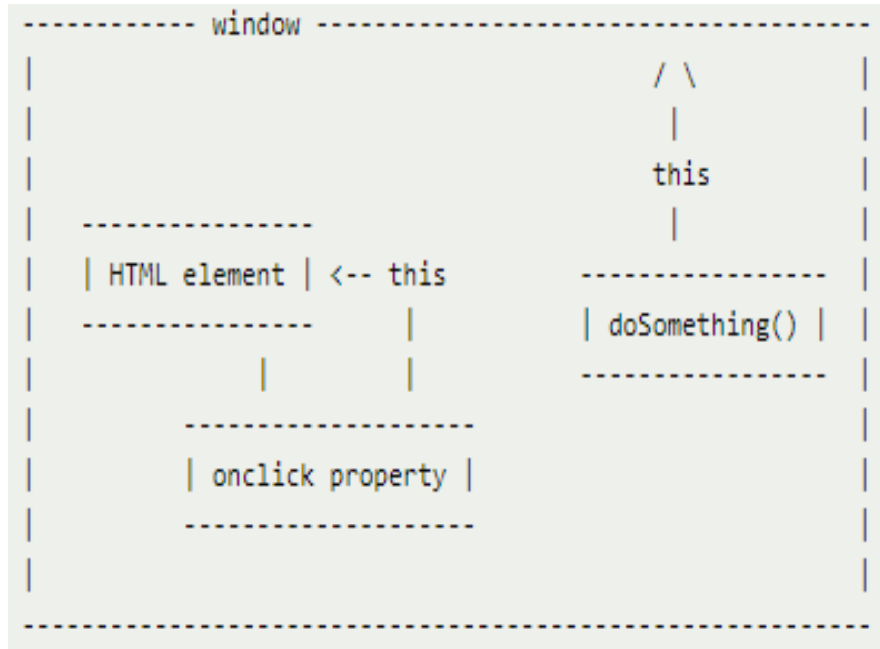 ------------ window --------------------------------------
|                                          / \           |
|                                           |            |
|                                          this          |
|   ----------------                        |            |
|   | HTML element | <-- this         -----------------  |
|   ----------------      |           | doSomething() |  |
|               |         |           -----------------  |
|          --------------------                          |
|          | onclick property |                          |
|          --------------------                          |
|                                                        |
----------------------------------------------------------